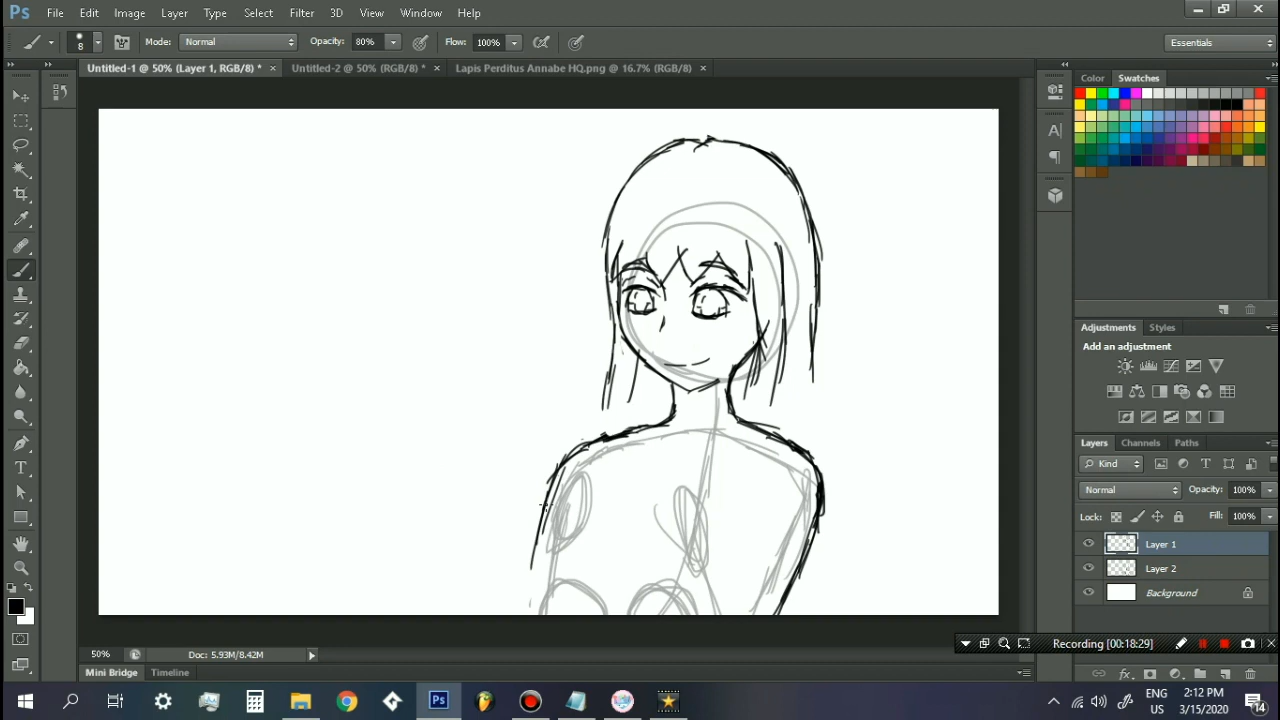 Ps File Edit Image Layer Type Select Filter 3D View Window Help
8 Mode: Normal Opacity: 80% Flow: 100% Essentials
Untitled-1 @ 50% (Layer 1, RGB/8) * × Untitled-2 @ 50% (RGB/8) * × Lapis Perditus Annabe HQ.png @ 16.7% (RGB/8) ×
Color Swatches
Adjustments Styles
Add an adjustment
Layers Channels Paths
Kind
Normal Opacity: 100%
Lock: Fill: 100%
Layer 1
Layer 2
Background
Recording [00:18:29]
50% Doc: 5.93M/8.42M
Mini Bridge Timeline
Ps ENG 2:12 PM
US 3/15/2020 14